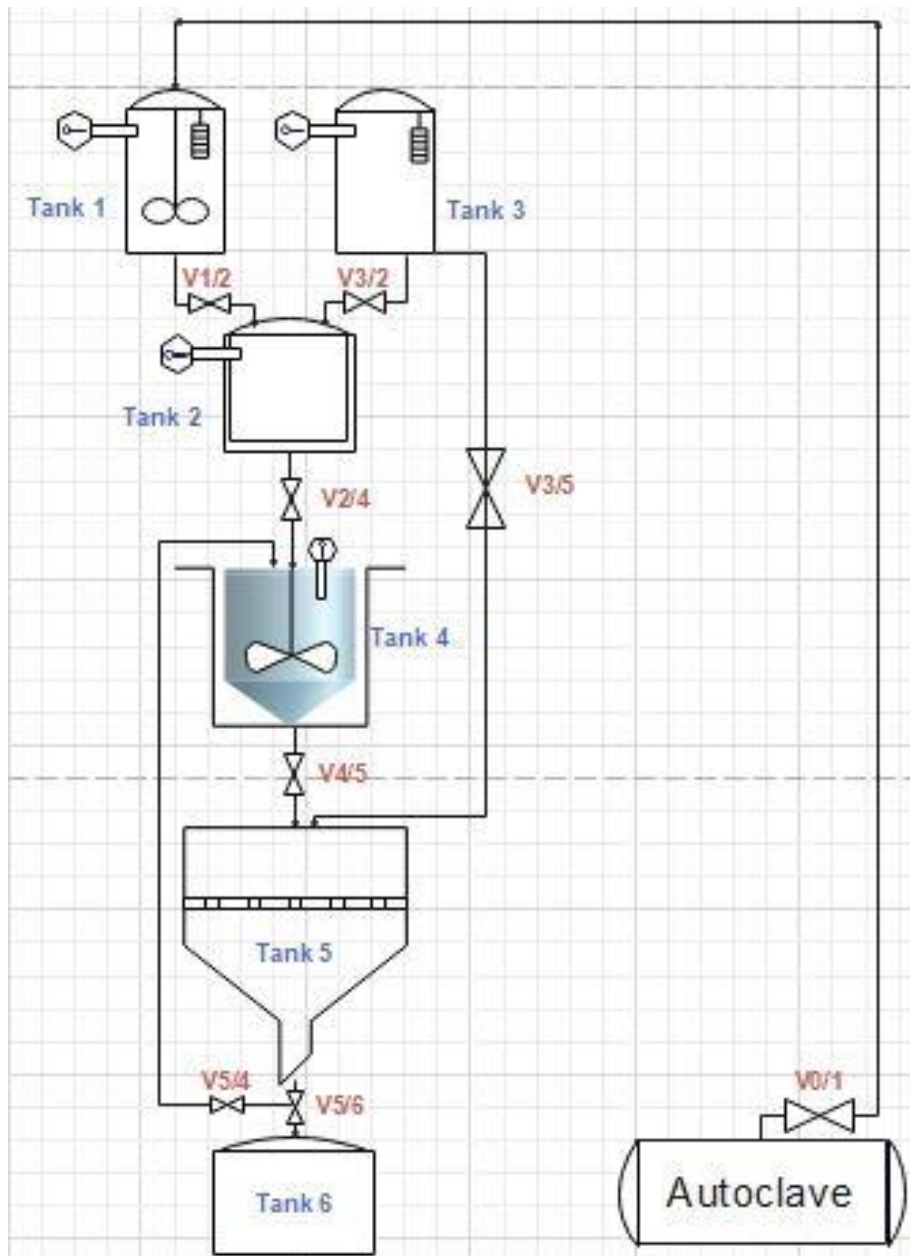 Tank 1
Tank 3
V1/2
V3/2
Tank 2
V2/4
V3/5
Tank 4
V4/5
Tank 5
V5/4
V5/6
V0/1
Tank 6
Autoclave